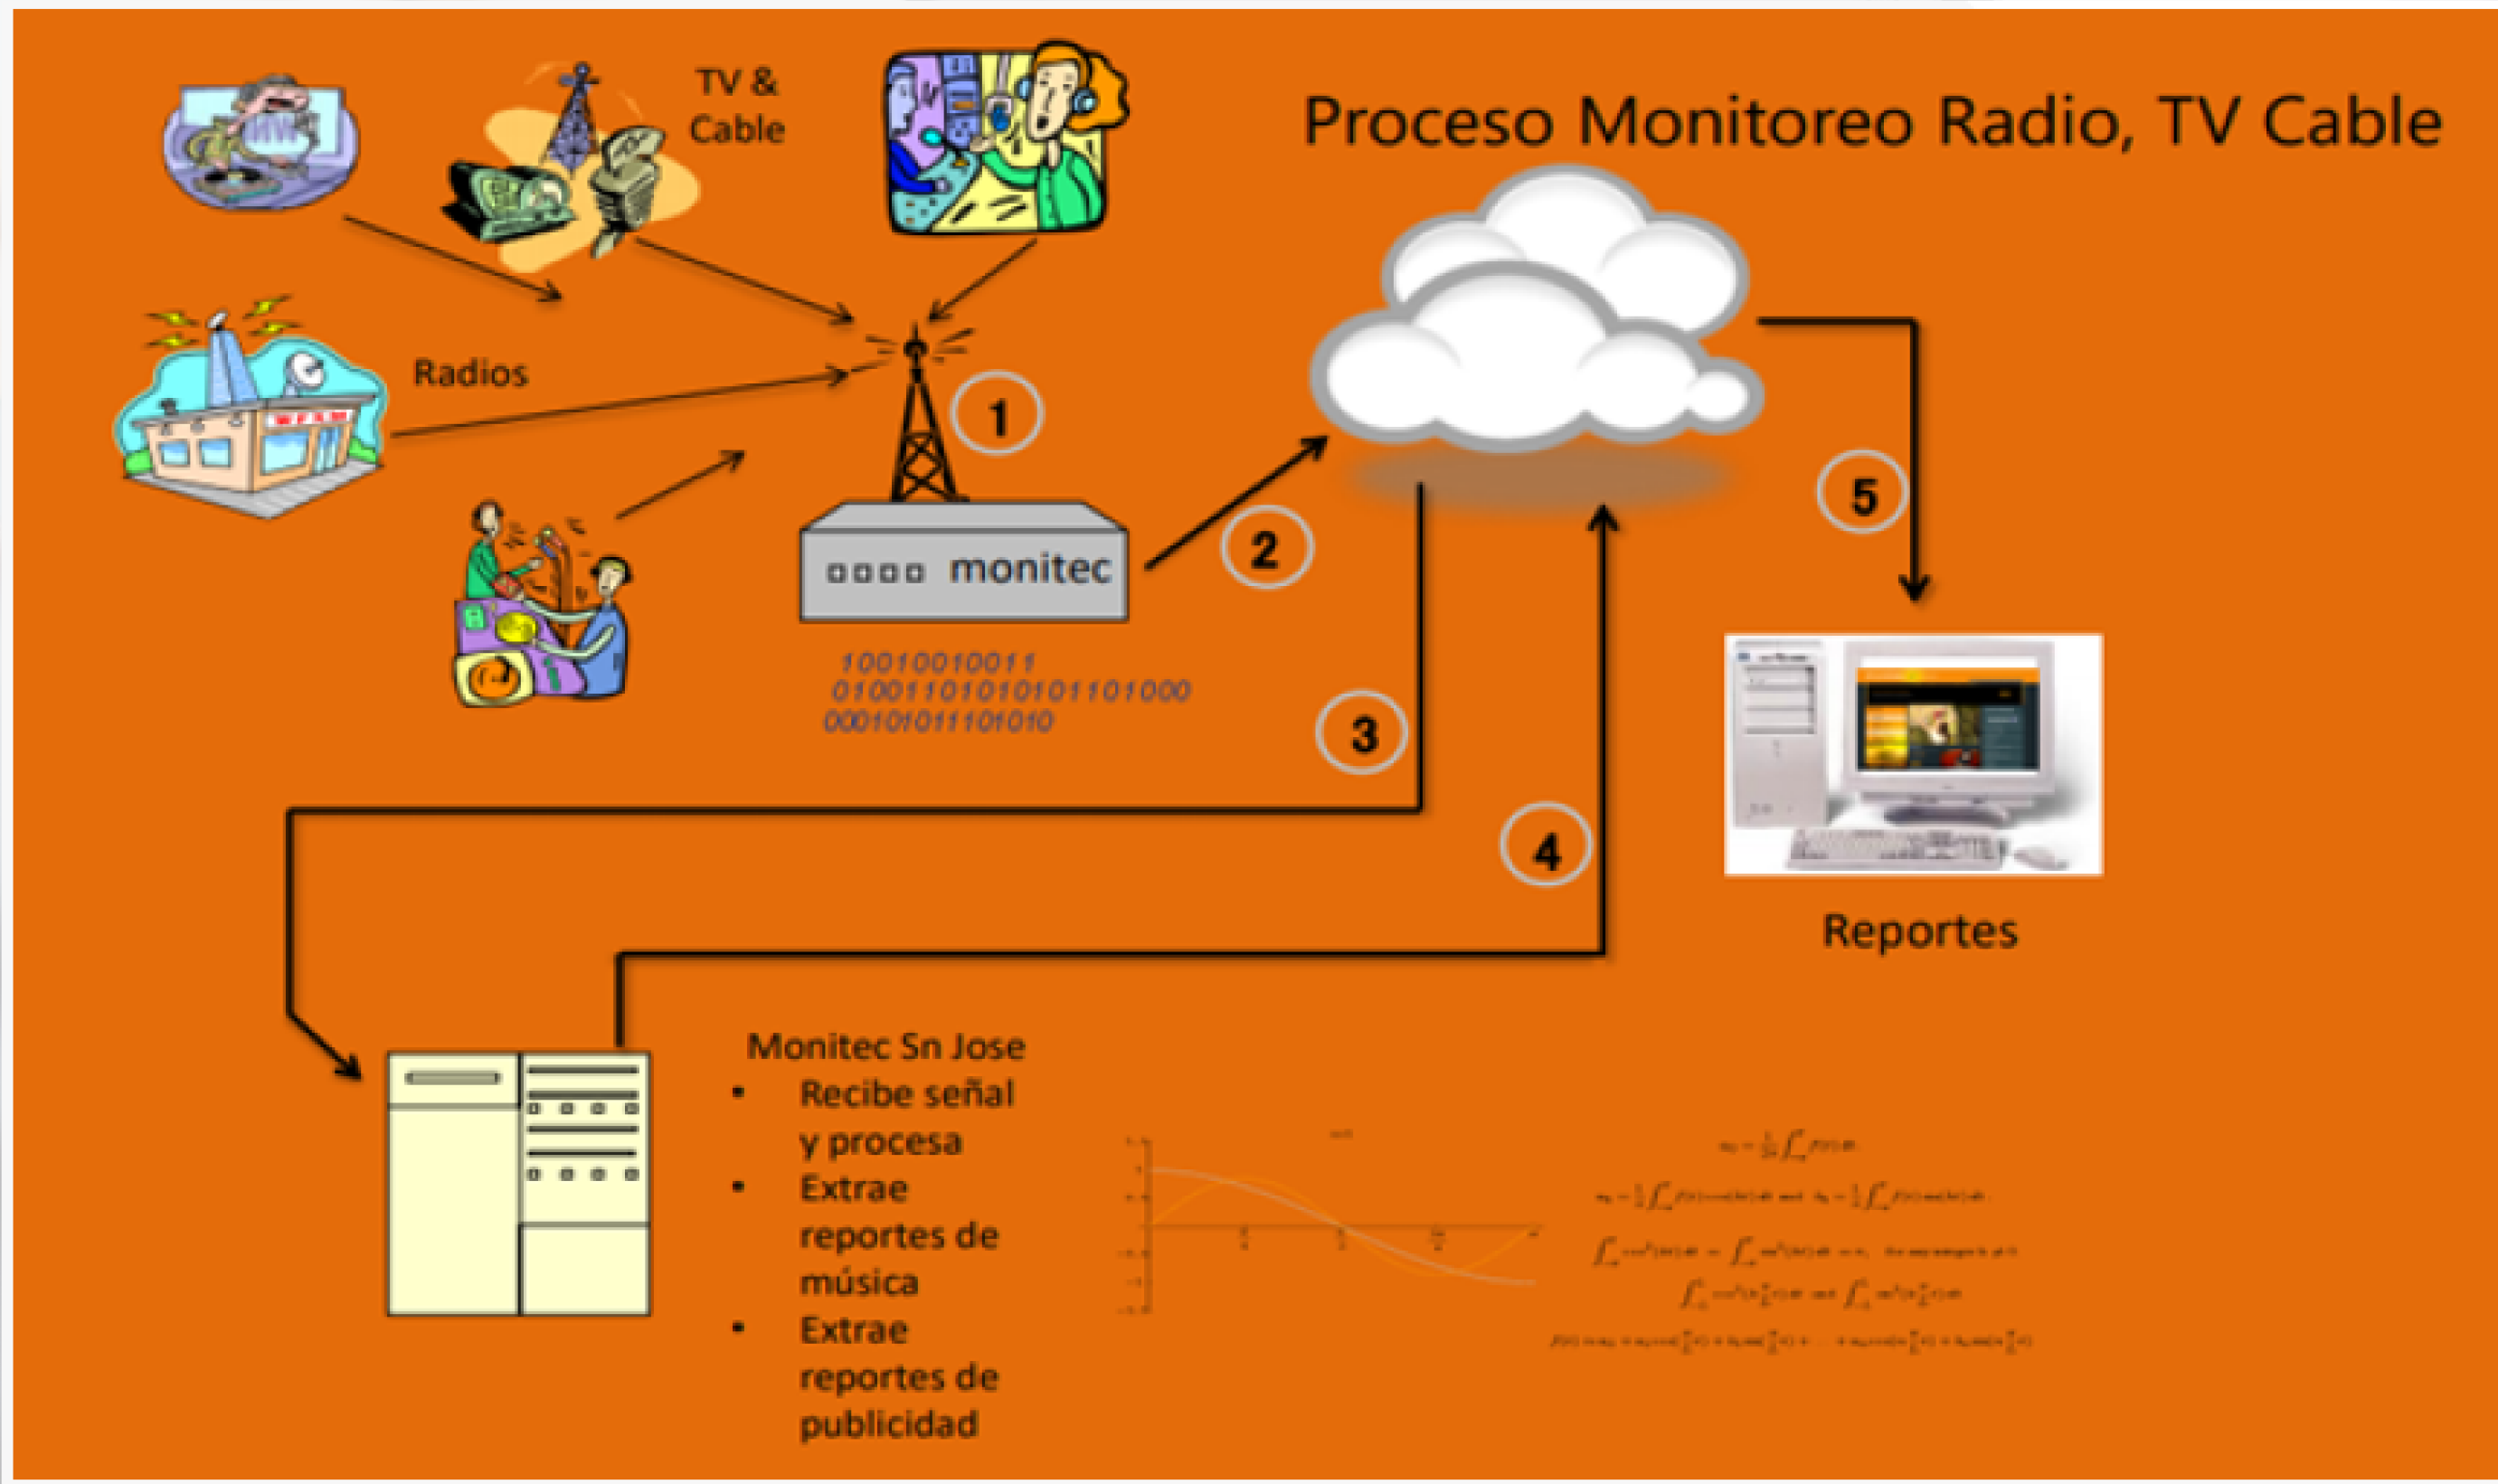 TV &
Cable
Proceso Monitoreo Radio, TV Cable
Radios
1
2
5
monitec
10010010011
01001101010101101000
000101011101010
3
4
Reportes
Monitec Sn Jose
• Recibe señal
y procesa
• Extrae
reportes de
música
• Extrae
reportes de
publicidad